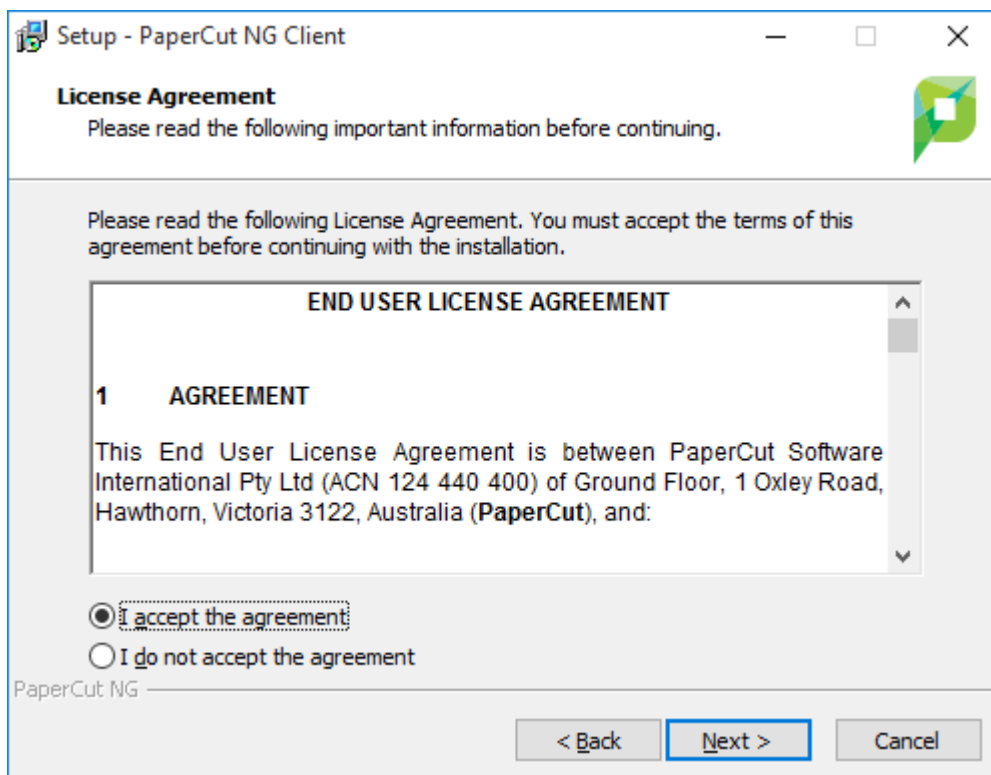 Setup - PaperCut NG Client
License Agreement
Please read the following important information before continuing.
Please read the following License Agreement. You must accept the terms of this
agreement before continuing with the installation.
END USER LICENSE AGREEMENT
1 AGREEMENT
This End User License Agreement is between PaperCut Software
International Pty Ltd (ACN 124 440 400) of Ground Floor, 1 Oxley Road,
Hawthorn, Victoria 3122, Australia (PaperCut), and:
I accept the agreement
I do not accept the agreement
PaperCut NG
< Back
Next >
Cancel